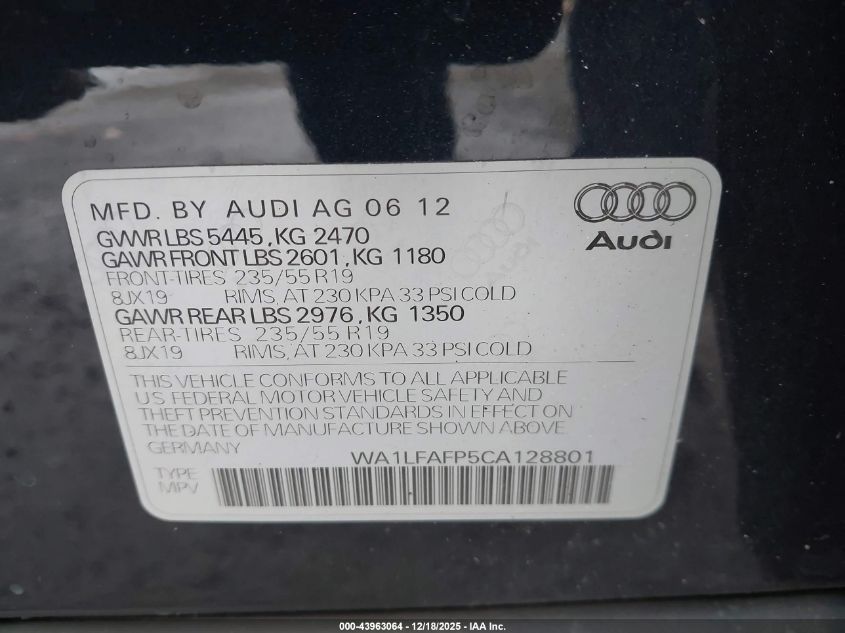 MFD. BY AUDI AG 06 12
GVWR LBS 5445, KG 2470
GAWR FRONT LBS 2601, KG 1180
FRONT-TIRES 235/55 R19
8JX19 RIMS, AT 230 KPA 33 PSI COLD
GAWR REAR LBS 2976, KG 1350
REAR-TIRES 235/55 R19
8JX19 RIMS, AT 230 KPA 33 PSI COLD
Audi
THIS VEHICLE CONFORMS TO ALL APPLICABLE
US FEDERAL MOTOR VEHICLE SAFETY AND
THEFT PREVENTION STANDARDS IN EFFECT ON
THE DATE OF MANUFACTURE SHOWN ABOVE
GERMANY
WA1LFAFP5CA128801
TYPE
MPV
000-43963064 - 12/18/2025 - IAA Inc.